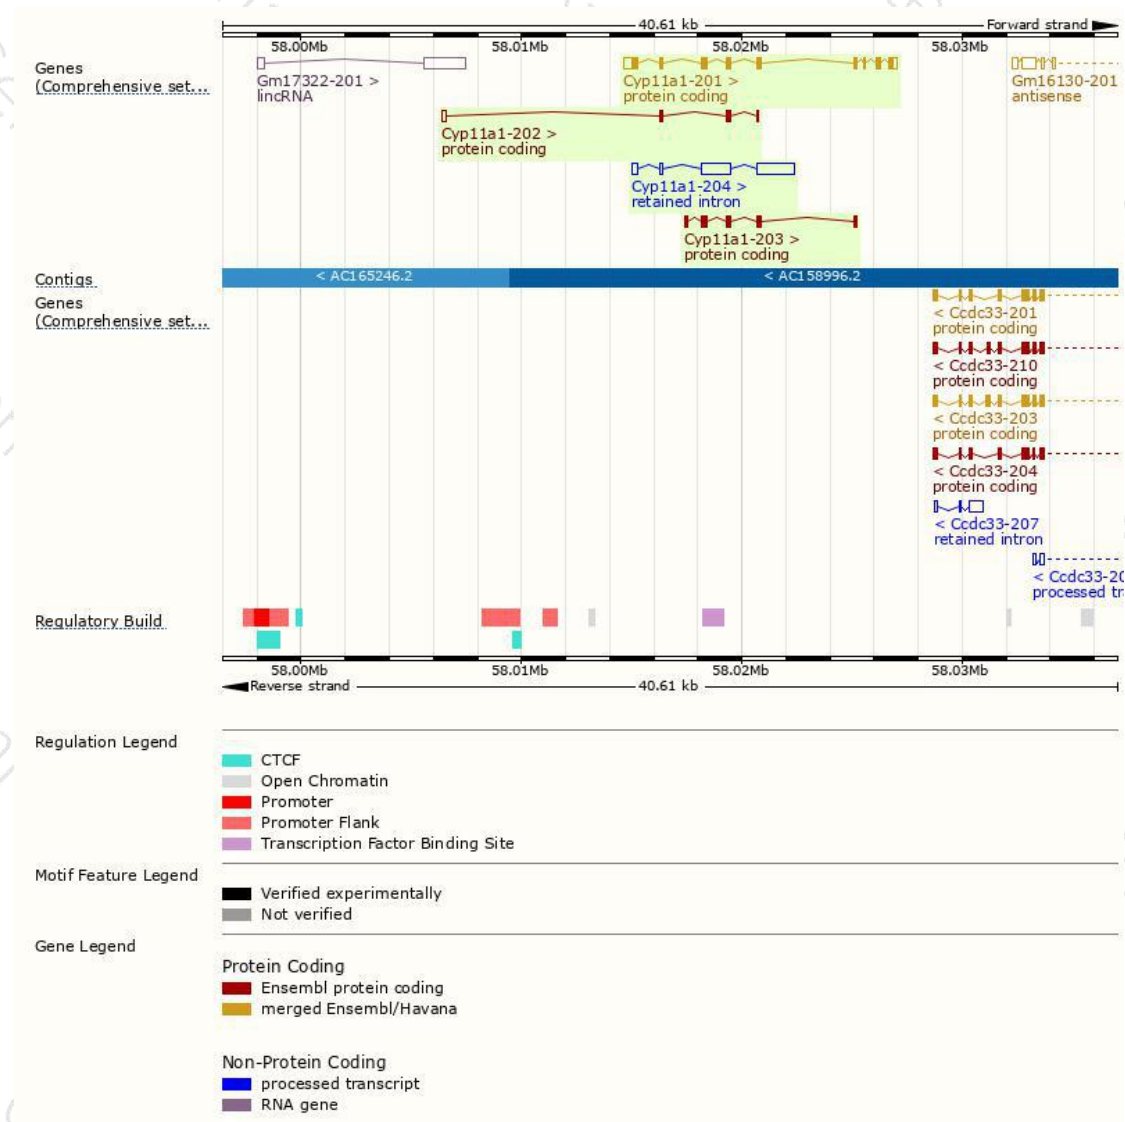 40.61 kb Forward strand
58.00Mb 58.01Mb 58.02Mb 58.03Mb
Genes
(Comprehensive set...
Gm17322-201 >
lincRNA
Cyp11a1-201 >
protein coding
Gm16130-201
antisense
Cyp11a1-202 >
protein coding
Cyp11a1-204 >
retained intron
Cyp11a1-203 >
protein coding
Contigs
< AC165246.2 < AC158996.2
Genes
(Comprehensive set...
< Ccdc33-201
protein coding
< Ccdc33-210
protein coding
< Ccdc33-203
protein coding
< Ccdc33-204
protein coding
< Ccdc33-207
retained intron
< Ccdc33-20
processed tr
Regulatory Build
58.00Mb 58.01Mb 58.02Mb 58.03Mb
Reverse strand 40.61 kb
Regulation Legend
CTCF
Open Chromatin
Promoter
Promoter Flank
Transcription Factor Binding Site
Motif Feature Legend
Verified experimentally
Not verified
Gene Legend
Protein Coding
Ensembl protein coding
merged Ensembl/Havana
Non-Protein Coding
processed transcript
RNA gene